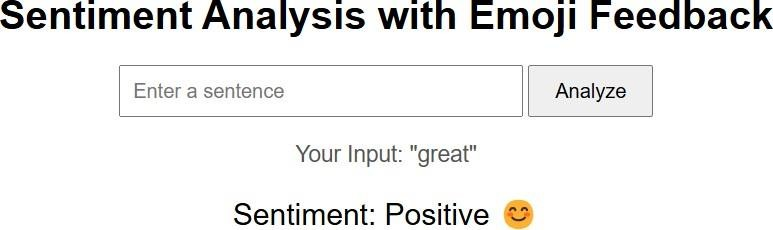 Sentiment Analysis with Emoji Feedback
Enter a sentence
Analyze
Your Input: "great"
Sentiment: Positive 😊